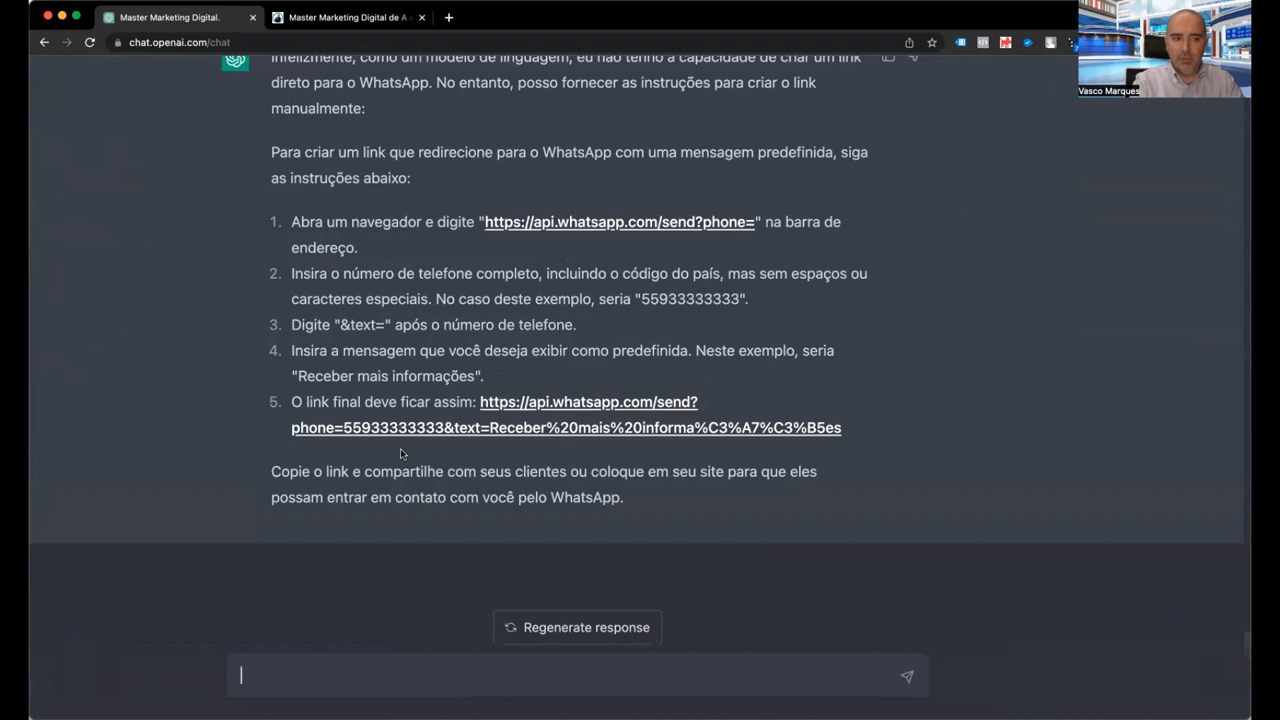 Master Marketing Digital.
Master Marketing Digital de A
chat.openai.com/chat
Vasco Marques
Infelizmente, como um modelo de linguagem, eu não tenho a capacidade de criar um link
direto para o WhatsApp. No entanto, posso fornecer as instruções para criar o link
manualmente:
Para criar um link que redirecione para o WhatsApp com uma mensagem predefinida, siga
as instruções abaixo:
1. Abra um navegador e digite "https://api.whatsapp.com/send?phone=" na barra de
endereço.
2. Insira o número de telefone completo, incluindo o código do país, mas sem espaços ou
caracteres especiais. No caso deste exemplo, seria "55933333333".
3. Digite "&text=" após o número de telefone.
4. Insira a mensagem que você deseja exibir como predefinida. Neste exemplo, seria
"Receber mais informações".
5. O link final deve ficar assim: https://api.whatsapp.com/send?
phone=55933333333&text=Receber%20mais%20informa%C3%A7%C3%B5es
Copie o link e compartilhe com seus clientes ou coloque em seu site para que eles
possam entrar em contato com você pelo WhatsApp.
Regenerate response